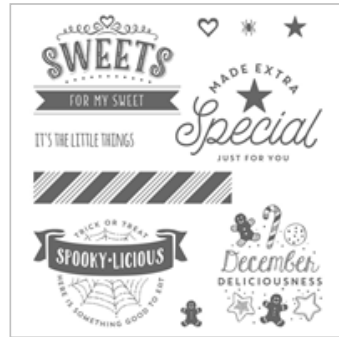 SWEETS
FOR MY SWEET
IT'S THE LITTLE THINGS
MADE EXTRA
Special
JUST FOR YOU
TRICK OR TREAT
SPOOKY•LICIOUS
HERE IS SOMETHING GOOD TO EAT
December
DELICIOUSNESS